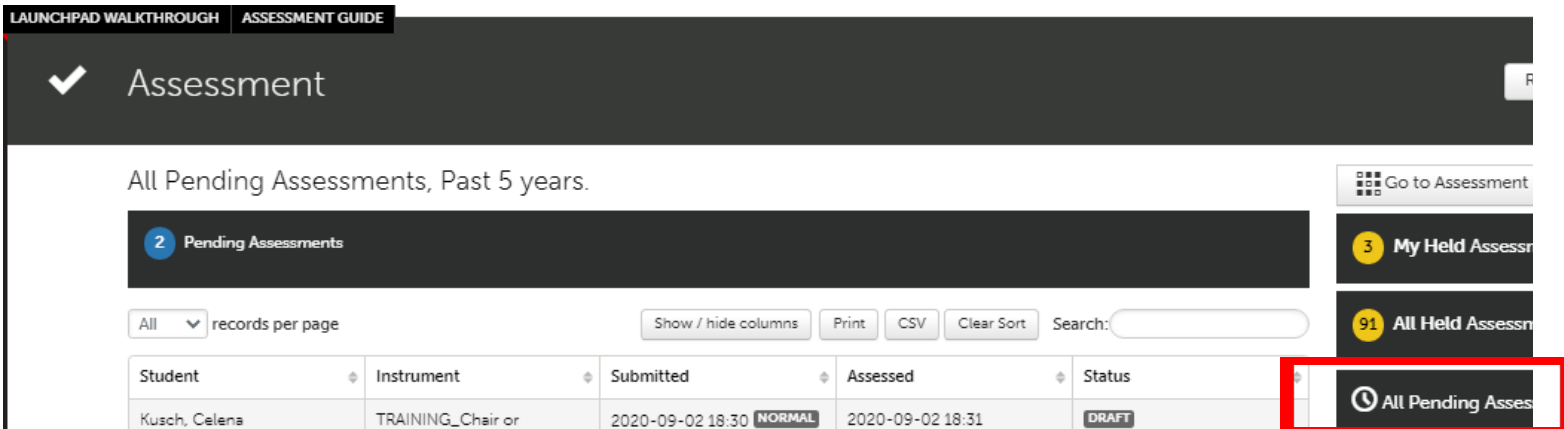 LAUNCHPAD WALKTHROUGH ASSESSMENT GUIDE
Assessment
R
All Pending Assessments, Past 5 years.
Go to Assessment
2 Pending Assessments
3 My Held Assessr
All records per page
Show / hide columns Print CSV Clear Sort Search:
91 All Held Assessn
Student Instrument Submitted Assessed Status
All Pending Asses
Kusch, Celena TRAINING_Chair or 2020-09-02 18:30 NORMAL 2020-09-02 18:31 DRAFT